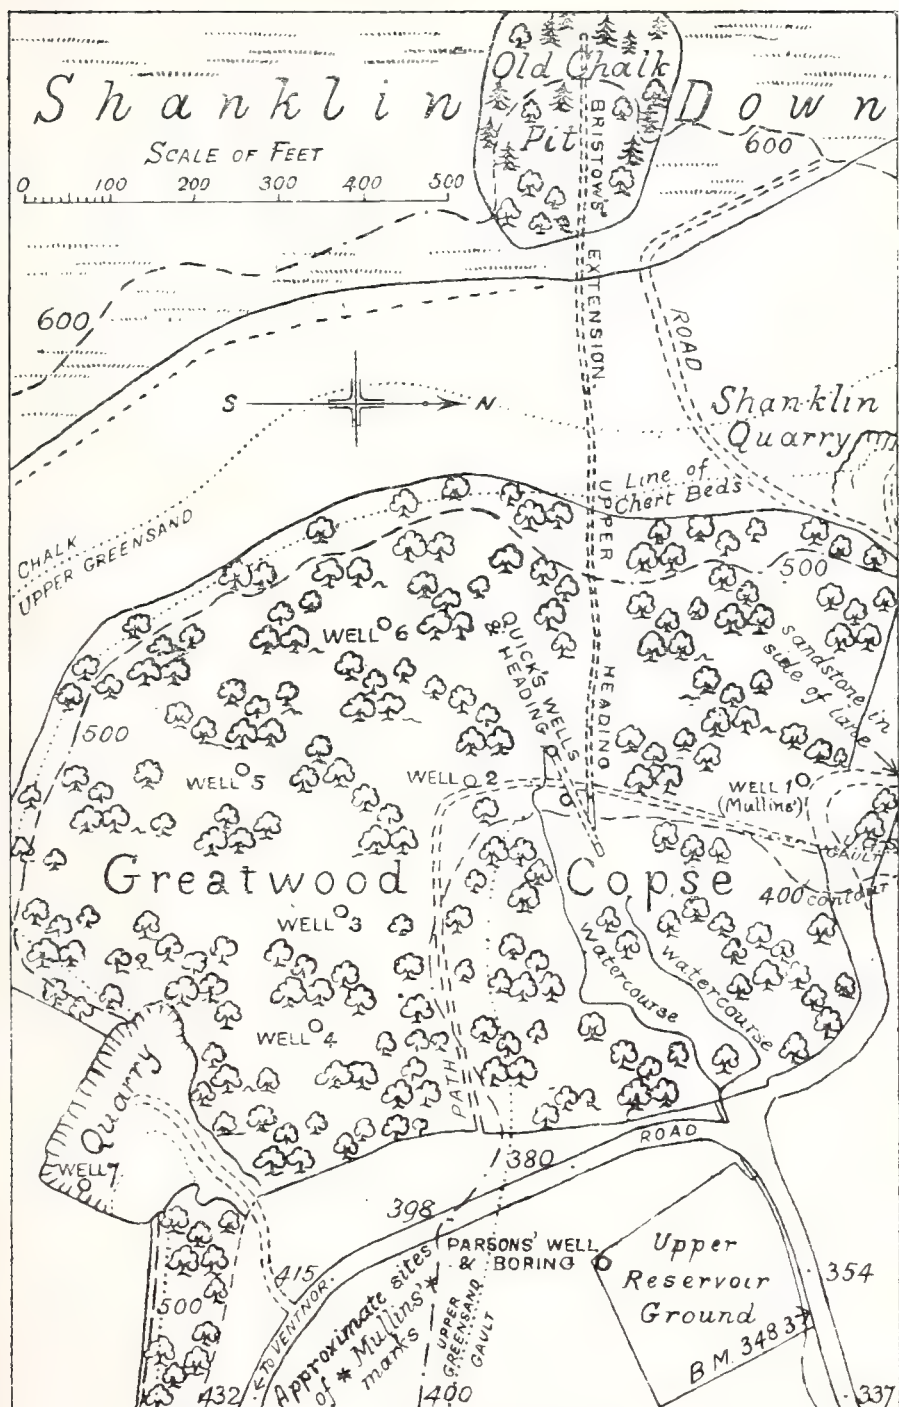 Shanklin Down
Old Chalk
Pit
SCALE OF FEET
0 100 200 300 400 500
600
600
BRISTOW'S EXTENSION.
ROAD
S N
Shanklin
Quarry
Line of
Chert Beds
UPPER HEADING
CHALK
UPPER GREENSAND
500
WELL 6
QUICK'S WELLS
& HEADING
sandstone in
side of lane
500
WELL 5
WELL 2
WELL 1
(Mullins')
U.G.S.
GAULT
Greatwood Copse
400 contour
WELL 3
watercourse
watercourse
WELL 4
PATH
Quarry
WELL 7
ROAD
380
398
PARSONS' WELL
& BORING
Upper
Reservoir
Ground
354
415
500
TO VENTNOR.
Approximate sites
of * Mullins' *
marks
UPPER
GREENSAND
GAULT
B.M. 348.37
432
400
.337